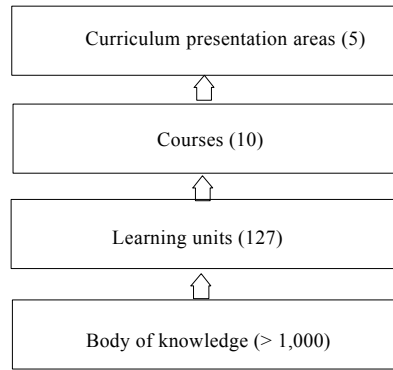 Curriculum presentation areas (5)
Courses (10)
Learning units (127)
Body of knowledge (> 1,000)